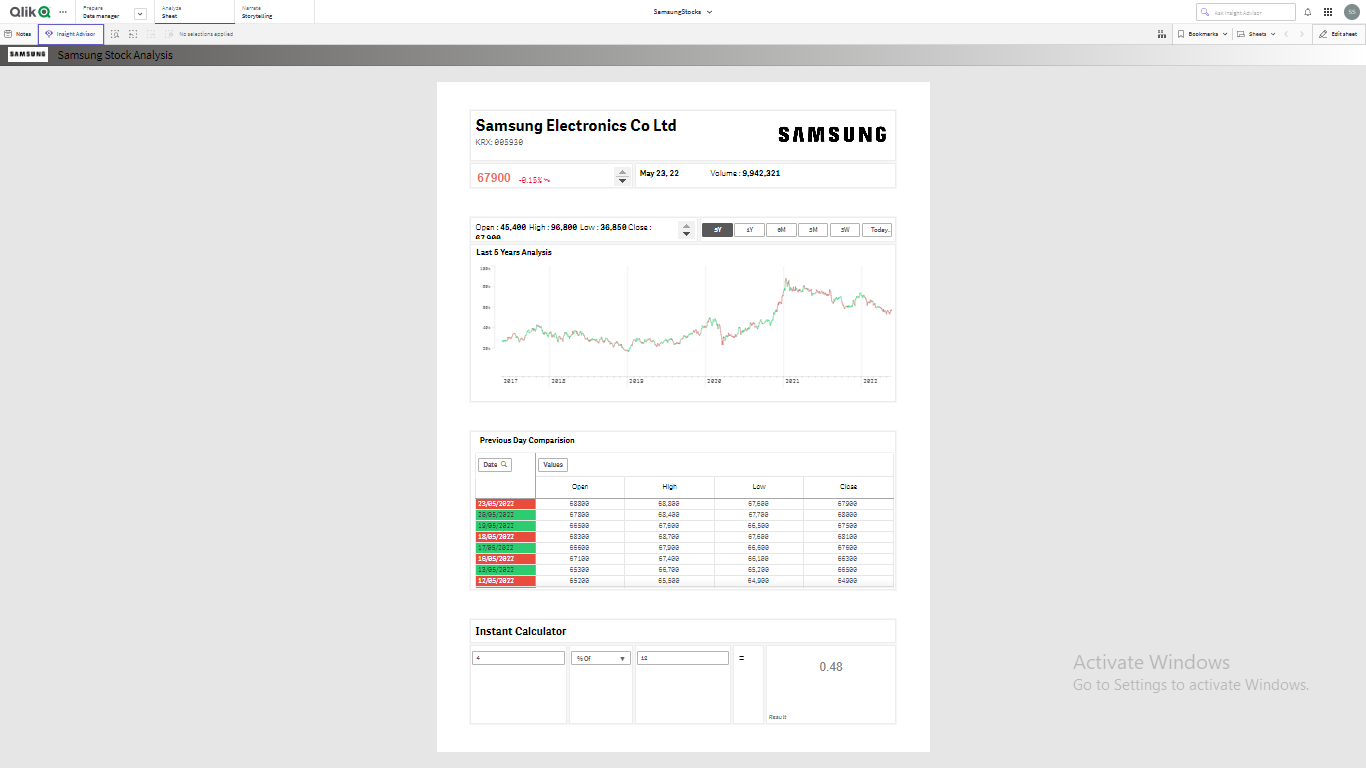 Qlik
Prepare
Data manager
Analyze
Sheet
Narrate
Storytelling
SamsungStocks
Ask Insight Advisor
SS
Notes
Insight Advisor
No selections applied
Bookmarks
Sheets
Edit sheet
SAMSUNG
Samsung Stock Analysis
Samsung Electronics Co Ltd
KRX: 005930
SAMSUNG
67900 -0.15%
May 23, 22
Volume : 9,942,321
Open : 45,400 High : 96,800 Low : 36,850 Close :
67,900
5Y 1Y 6M 1W Today
Last 5 Years Analysis
100k
80k
60k
40k
20k
2017 2018 2019 2020 2021 2022
Previous Day Comparision
Date
Values
Open High Low Close
23/05/2022 68800 68,800 67,600 67900
20/05/2022 67800 68,400 67,700 68000
19/05/2022 66500 67,600 66,500 67500
18/05/2022 68300 68,700 67,600 68100
17/05/2022 66600 67,900 66,600 67600
16/05/2022 67100 67,400 66,100 66300
13/05/2022 65300 66,700 65,200 66500
12/05/2022 65200 65,500 64,900 64900
Instant Calculator
4
% Of
12
=
0.48
Result
Activate Windows
Go to Settings to activate Windows.